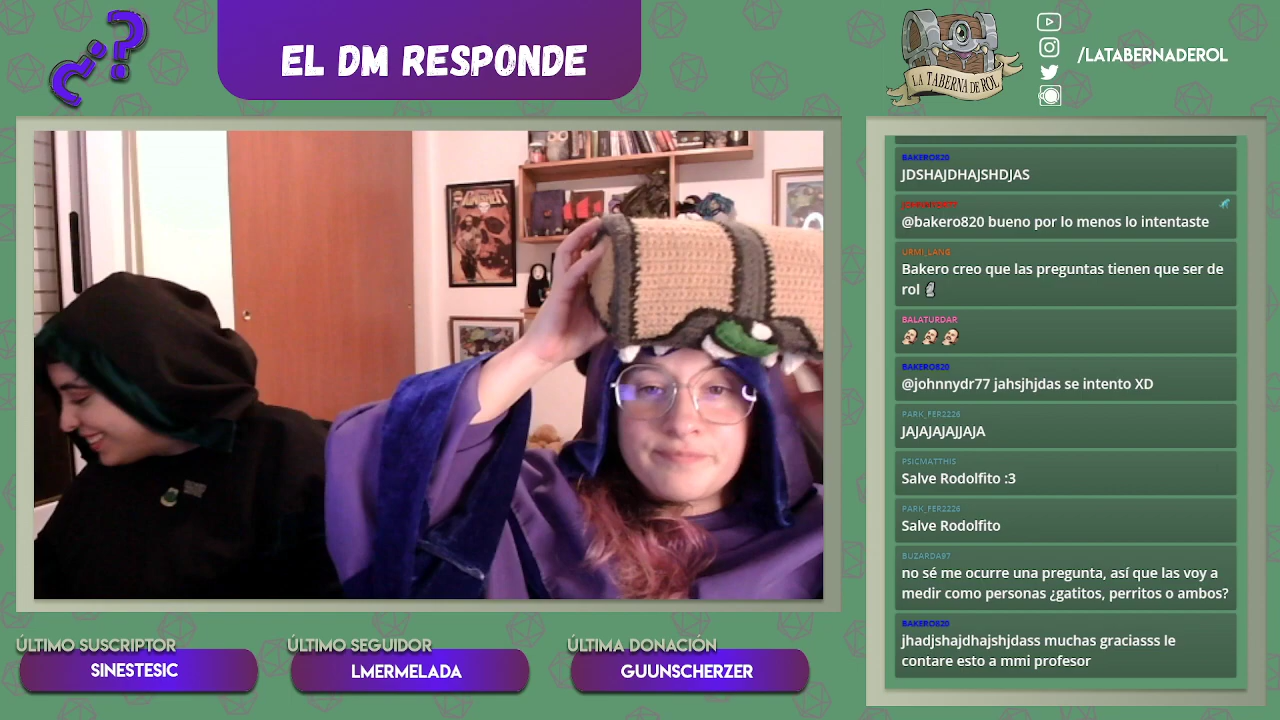 ¿?
EL DM RESPONDE
LA TABERNA DE ROL
/LATABERNADEROL
BAKERO820
JDSHAJDHAJSHDJAS
@bakero820 bueno por lo menos lo intentaste
URMI_LANG
Bakero creo que las preguntas tienen que ser de
rol
BALATURDAR
BAKERO820
@johnnydr77 jahsjhjdas se intento XD
PARK_FER2226
JAJAJAJAJJAJA
PSICMATTHIS
Salve Rodolfito :3
PARK_FER2226
Salve Rodolfito
BUZARDA97
no sé me ocurre una pregunta, así que las voy a
medir como personas ¿gatitos, perritos o ambos?
BAKERO820
jhadjshajdhajshjdass muchas graciasss le
contare esto a mmi profesor
ÚLTIMO SUSCRIPTOR
SINESTESIC
ÚLTIMO SEGUIDOR
LMERMELADA
ÚLTIMA DONACIÓN
GUUNSCHERZER